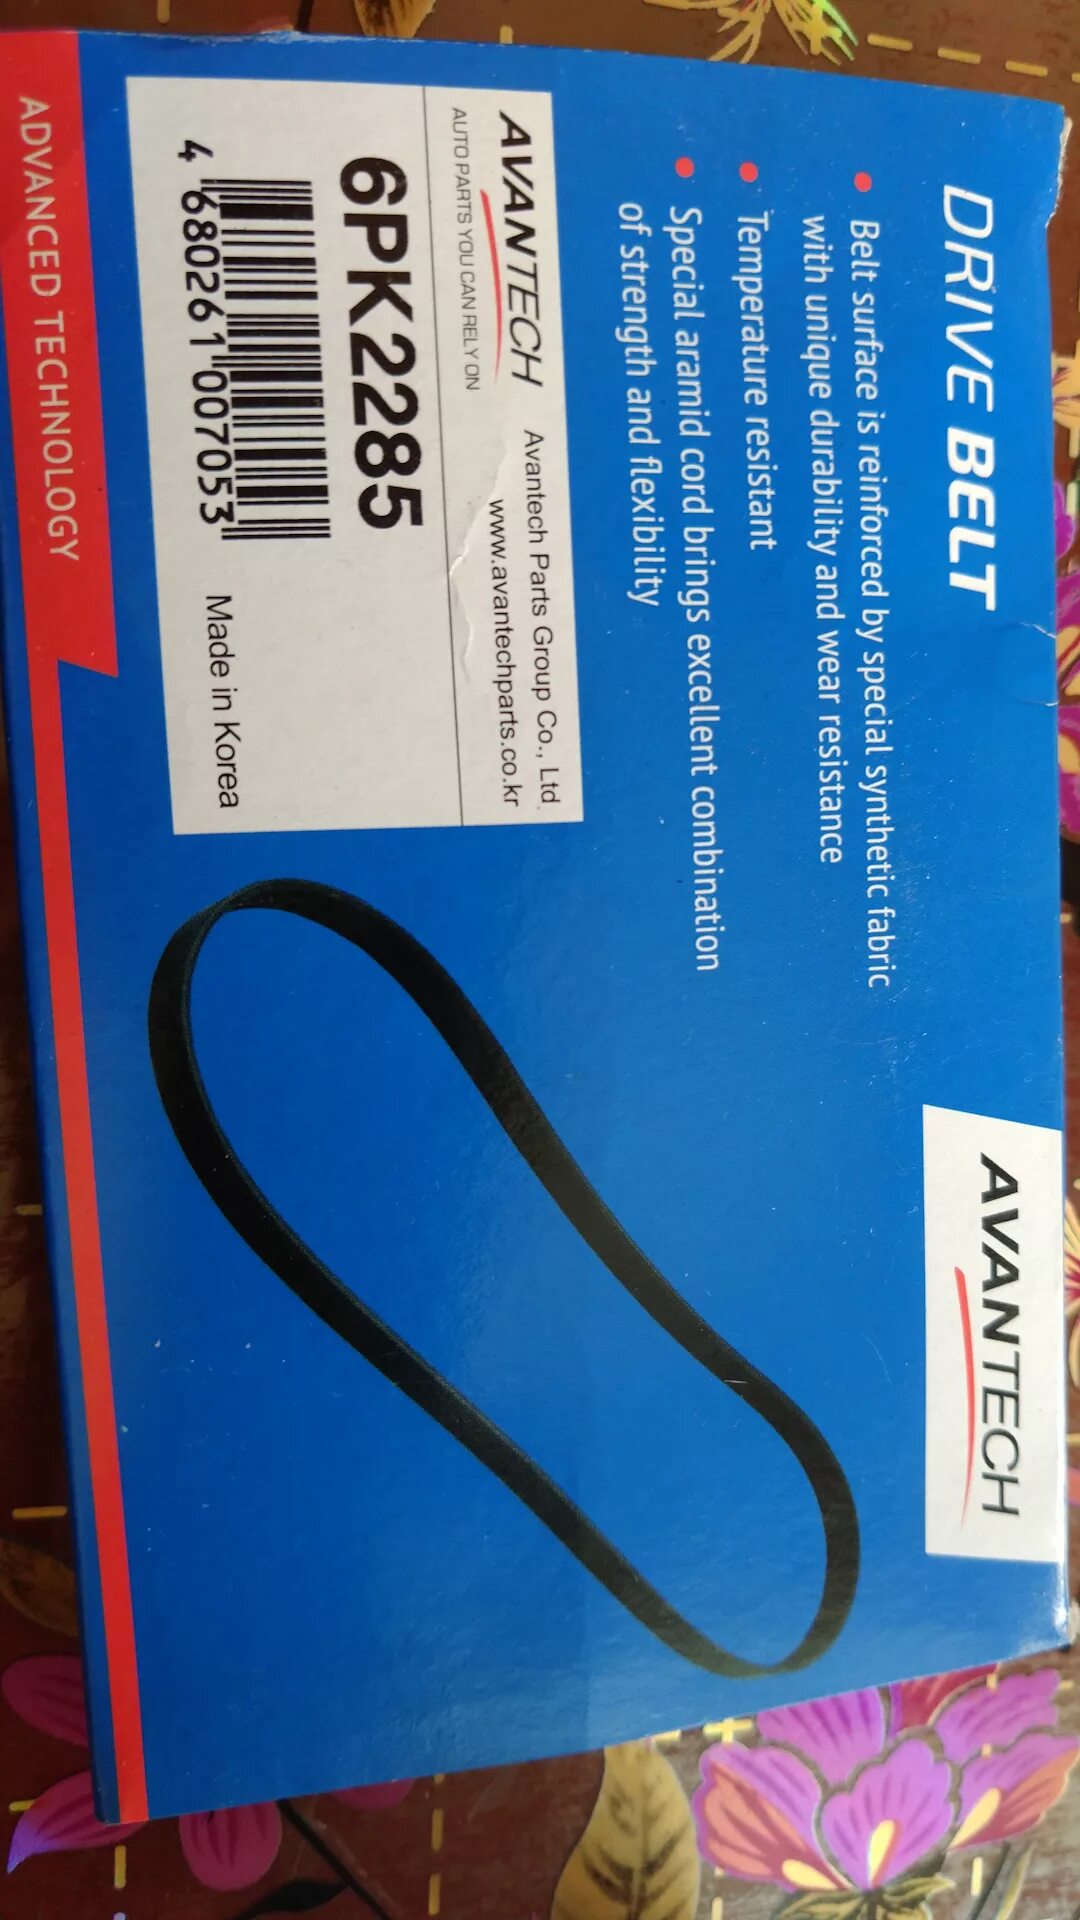 DRIVE BELT
AVANTECH
Belt surface is reinforced by special synthetic fabric
with unique durability and wear resistance
Temperature resistant
Special aramid cord brings excellent combination
of strength and flexibility
AVANTECH
AUTO PARTS YOU CAN RELY ON
Avantech Parts Group Co., Ltd.
www.avantechparts.co.kr
6PK2285
4 680261 007053
Made in Korea
ADVANCED TECHNOLOGY